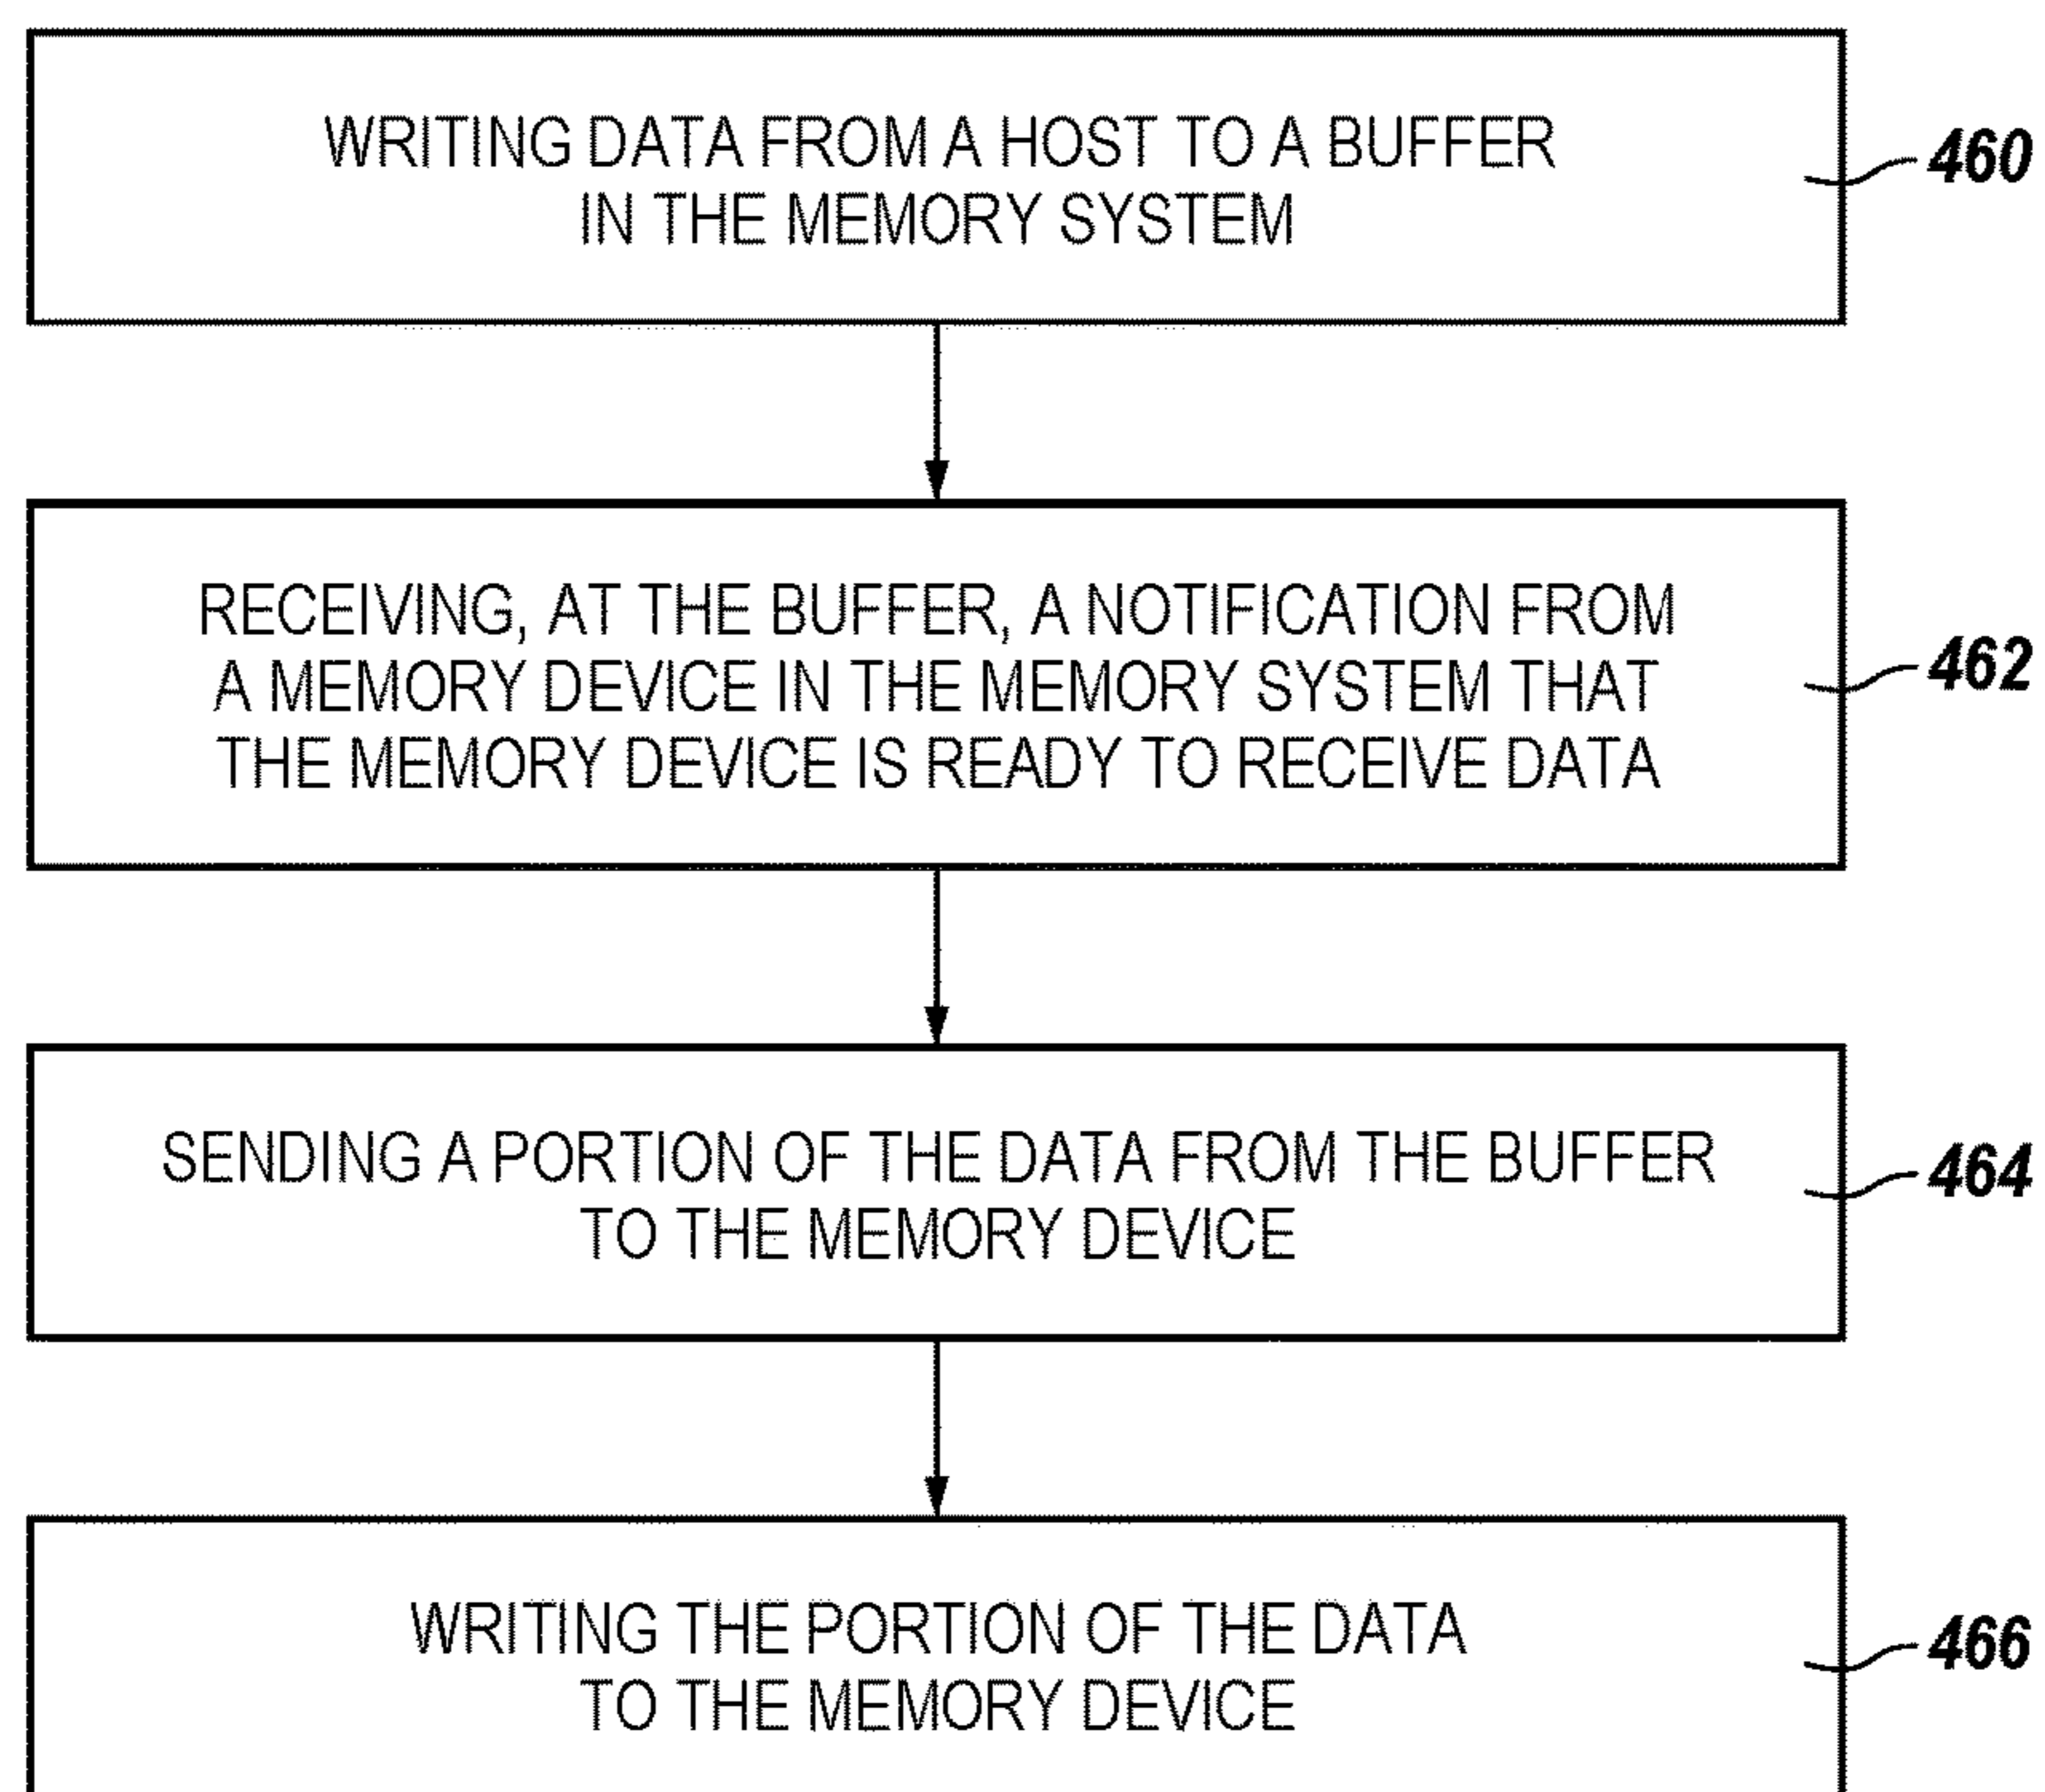 WRITING DATA FROM A HOST TO A BUFFER
IN THE MEMORY SYSTEM
460
RECEIVING, AT THE BUFFER, A NOTIFICATION FROM
A MEMORY DEVICE IN THE MEMORY SYSTEM THAT
THE MEMORY DEVICE IS READY TO RECEIVE DATA
462
SENDING A PORTION OF THE DATA FROM THE BUFFER
TO THE MEMORY DEVICE
464
WRITING THE PORTION OF THE DATA
TO THE MEMORY DEVICE
466